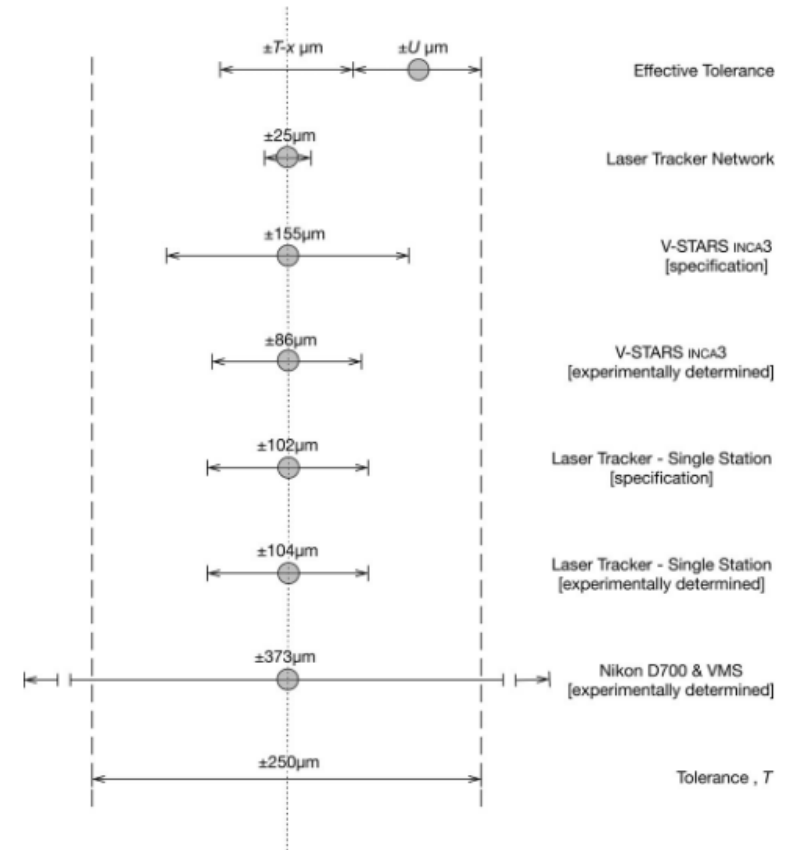 ±T-x µm ±U µm
Effective Tolerance
±25µm
Laser Tracker Network
±155µm
V-STARS INCA3
[specification]
±86µm
V-STARS INCA3
[experimentally determined]
±102µm
Laser Tracker - Single Station
[specification]
±104µm
Laser Tracker - Single Station
[experimentally determined]
±373µm
Nikon D700 & VMS
[experimentally determined]
±250µm
Tolerance , T